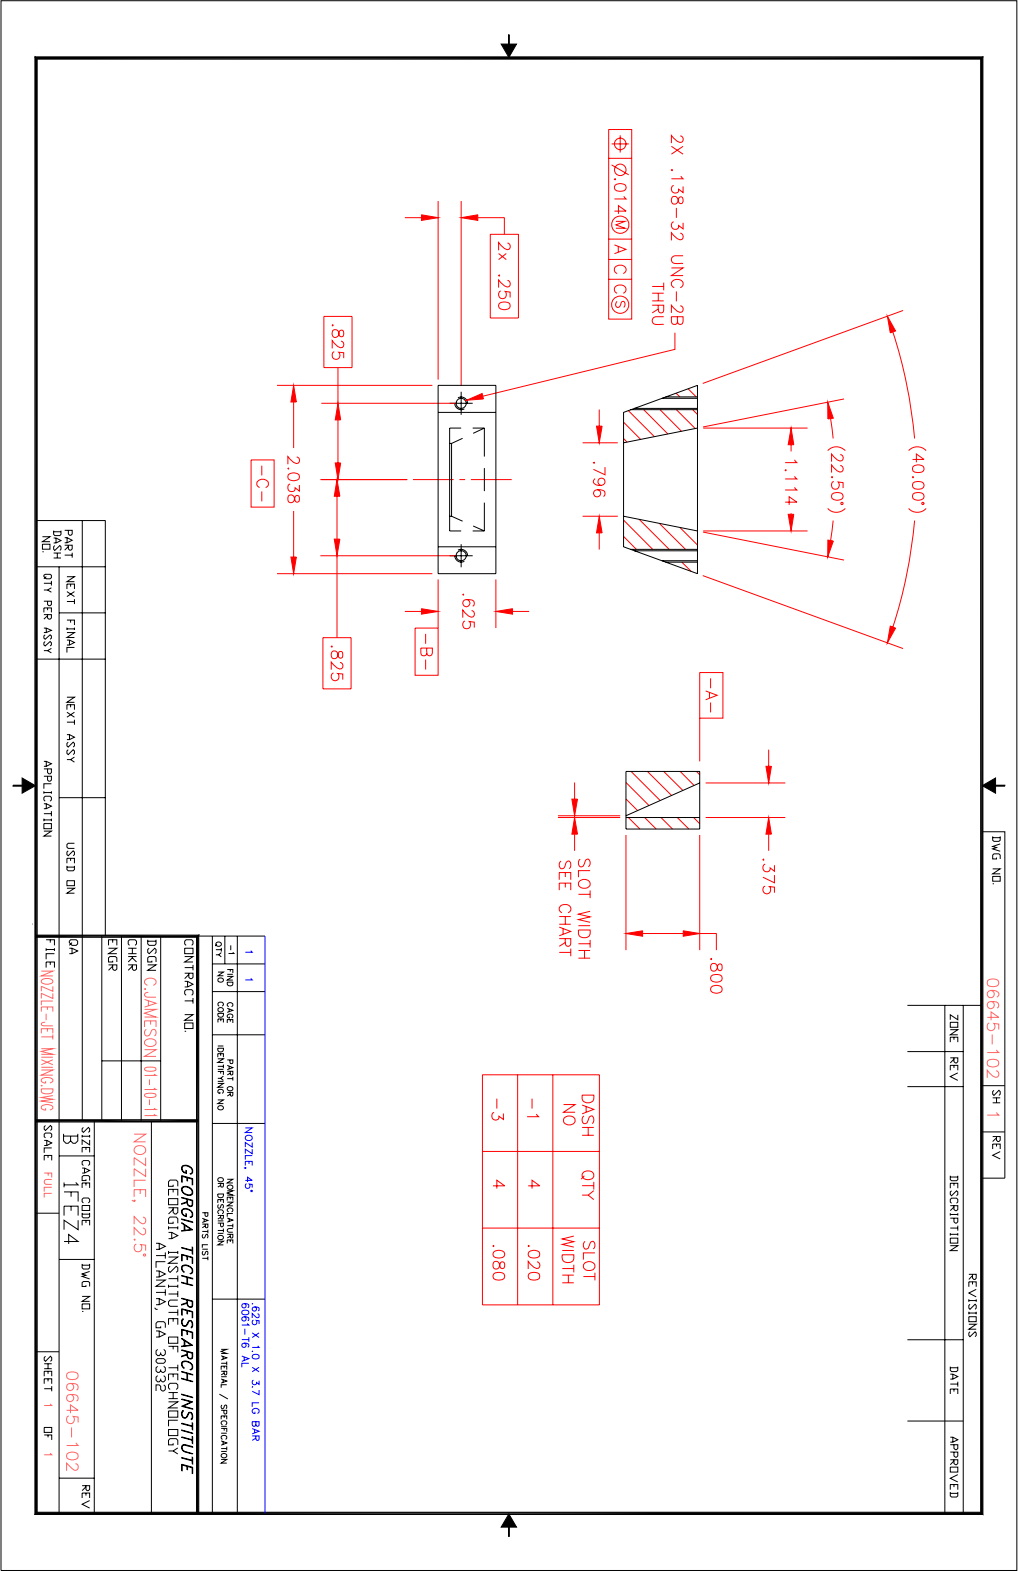 DWG NO. 06645-102 SH 1 REV
REVISIONS
ZONE REV DESCRIPTION DATE APPROVED
(40.00°)
(22.50°)
1.114
.796
2X .138-32 UNC-2B
THRU
⌖ Ø.014Ⓜ A C CⓈ
-A-
.375
.800
SLOT WIDTH
SEE CHART
2x .250
.825
2.038
-C-
.625
-B-
.825
DASH NO QTY SLOT WIDTH
-1 4 .020
-3 4 .080
1 1 NOZZLE, 45° .625 X 1.0 X 3.7 LG BAR
6061-T6 AL
-1 QTY FIND NO CAGE CODE PART OR IDENTIFYING NO NOMENCLATURE OR DESCRIPTION MATERIAL / SPECIFICATION
PARTS LIST
CONTRACT NO.
DSGN C.JAMESON 01-10-11
CHKR
ENGR
QA
FILE NOZZLE-JET MIXING.DWG
GEORGIA TECH RESEARCH INSTITUTE
GEORGIA INSTITUTE OF TECHNOLOGY
ATLANTA, GA 30332
NOZZLE, 22.5°
SIZE B CAGE CODE 1FEZ4 DWG NO. 06645-102 REV
SCALE FULL SHEET 1 OF 1
PART DASH NO. NEXT FINAL NEXT ASSY USED ON
QTY PER ASSY APPLICATION